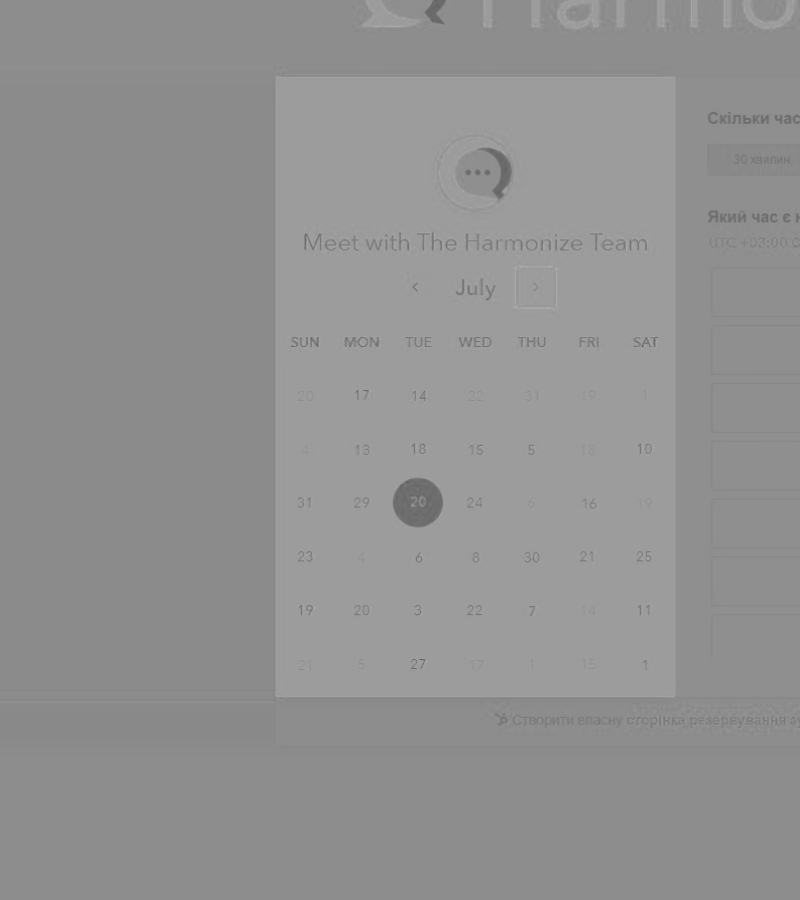 Harmo
Meet with The Harmonize Team
July
SUN MON TUE WED THU FRI SAT
20 17 14 22 31 19 1
4 13 18 15 5 18 10
31 29 20 24 6 16 19
23 4 6 8 30 21 25
19 20 3 22 7 14 11
21 5 27 17 1 15 1
Скільки час
30 хвилин
Який час є н
UTC +03:00
Створити власну сторінка резервування